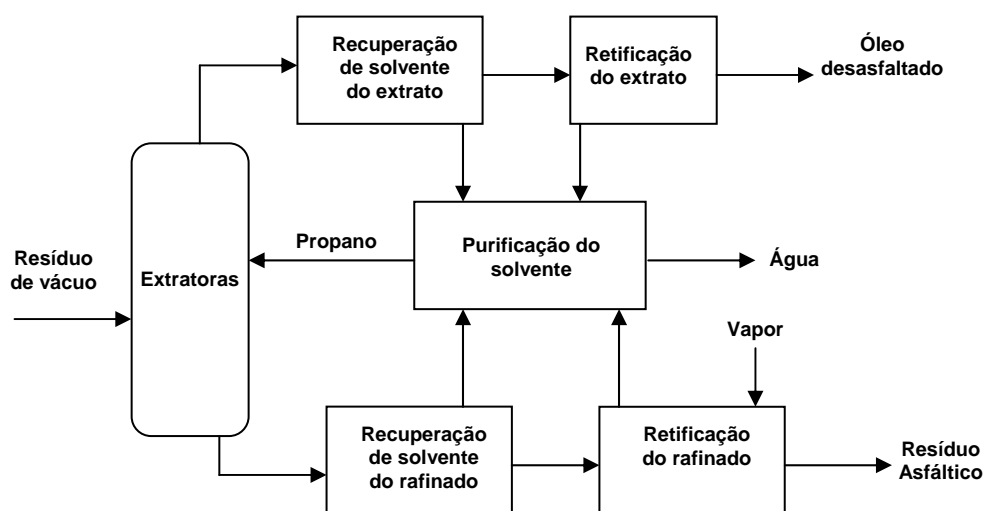 Recuperação
de solvente
do extrato
Retificação
do extrato
Óleo
desasfaltado
Resíduo
de vácuo
Extratoras
Propano
Purificação do
solvente
Água
Vapor
Recuperação
de solvente
do rafinado
Retificação
do rafinado
Resíduo
Asfáltico